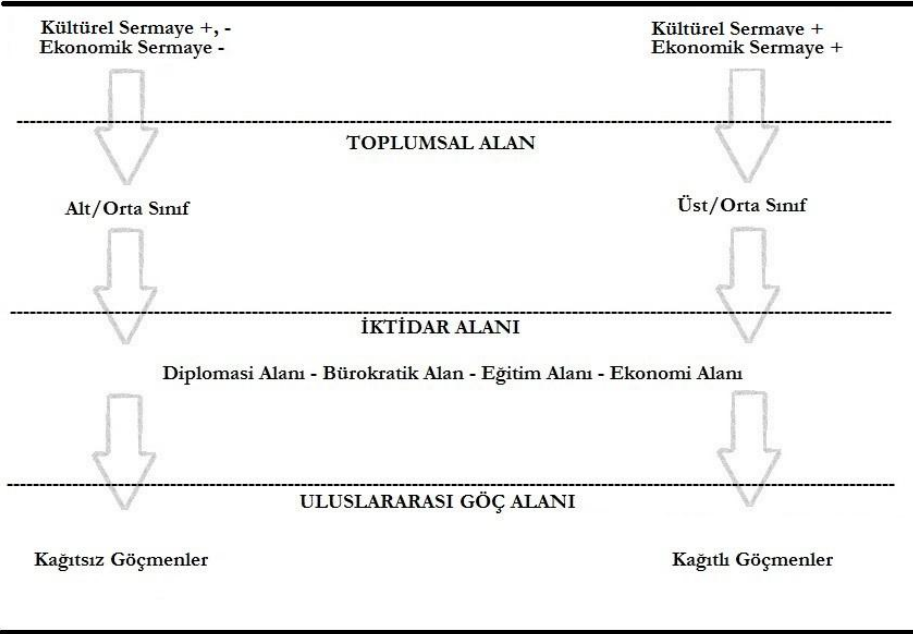 Kültürel Sermaye +, -
Ekonomik Sermaye -
Kültürel Sermaye +
Ekonomik Sermaye +
TOPLUMSAL ALAN
Alt/Orta Sınıf
Üst/Orta Sınıf
İKTİDAR ALANI
Diplomasi Alanı - Bürokratik Alan - Eğitim Alanı - Ekonomi Alanı
ULUSLARARASI GÖÇ ALANI
Kağıtsız Göçmenler
Kağıtlı Göçmenler